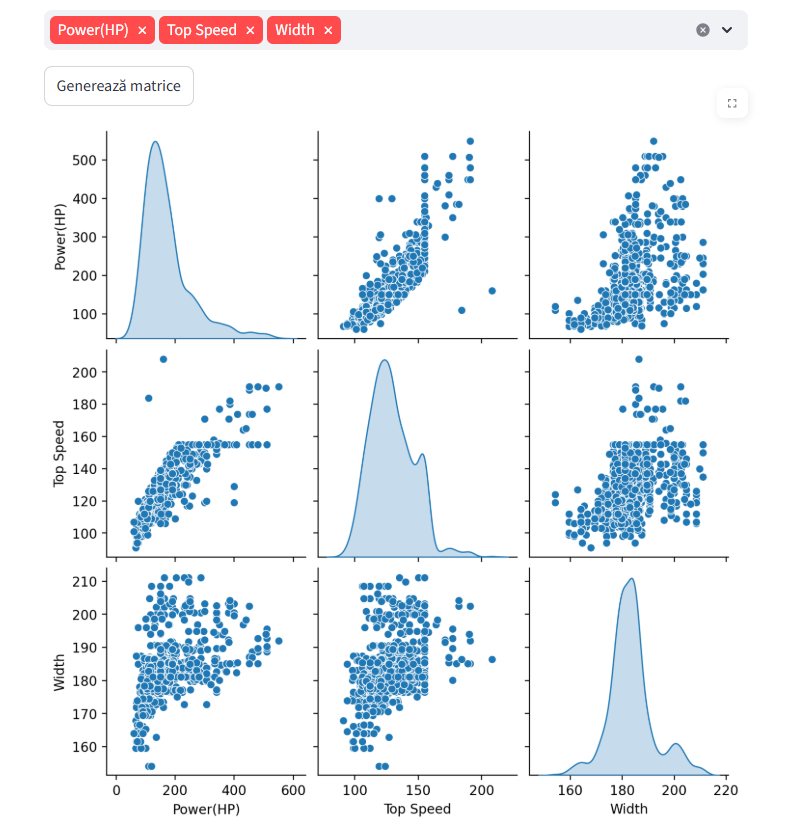 Power(HP) × Top Speed × Width ×
Generează matrice
500
400
300
200
100
Power(HP)
200
180
160
140
120
100
Top Speed
210
200
190
180
170
160
Width
0 200 400 600
100 150 200
160 180 200 220
Power(HP) Top Speed Width